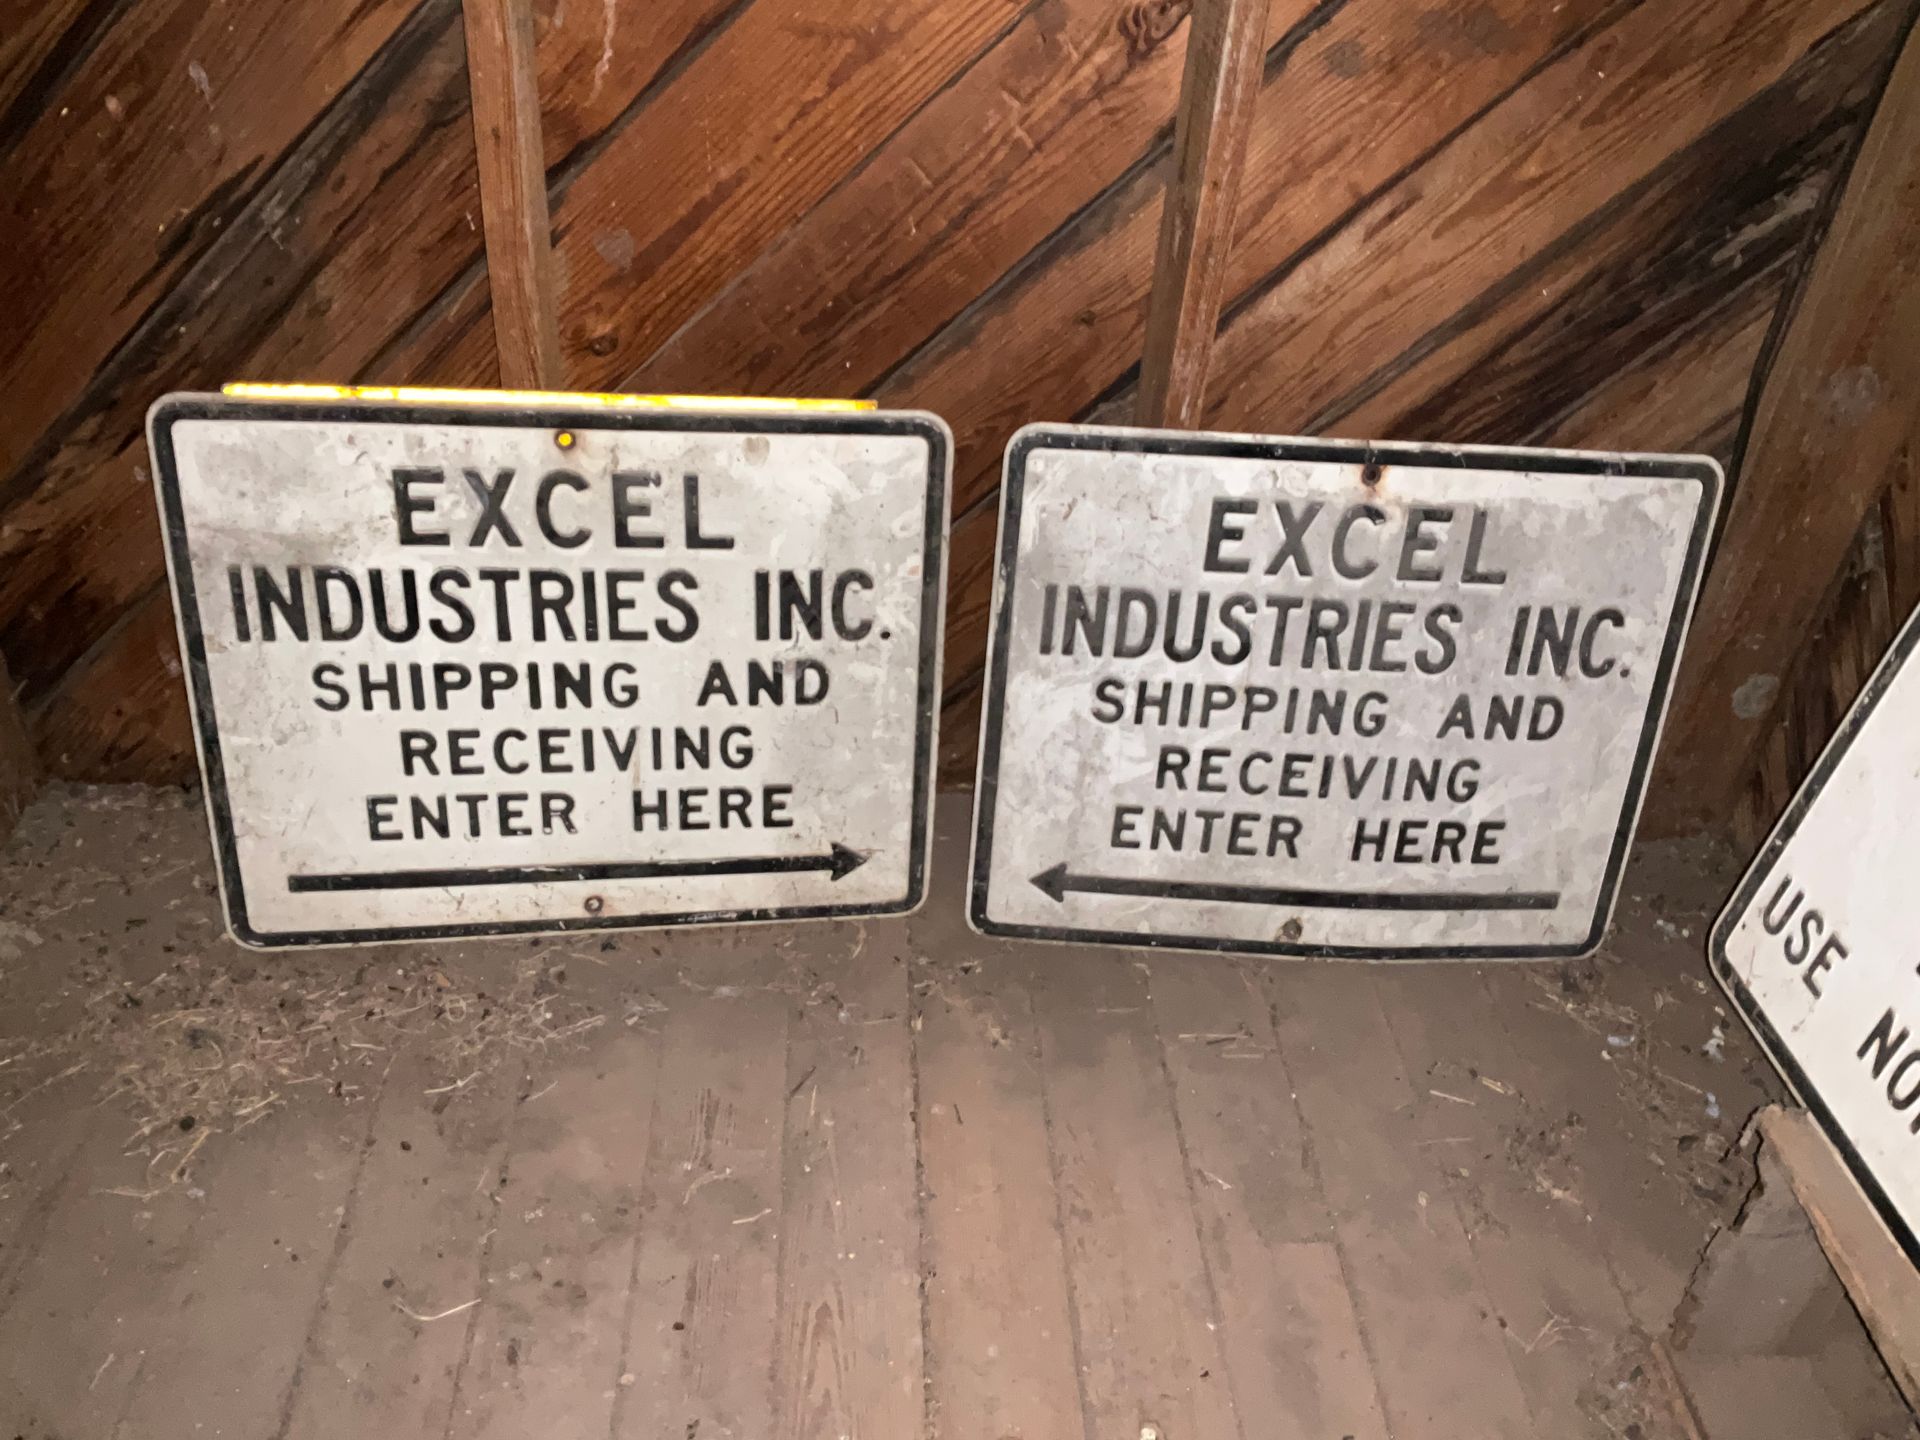 EXCEL
INDUSTRIES INC.
SHIPPING AND
RECEIVING
ENTER HERE
EXCEL
INDUSTRIES INC.
SHIPPING AND
RECEIVING
ENTER HERE
USE